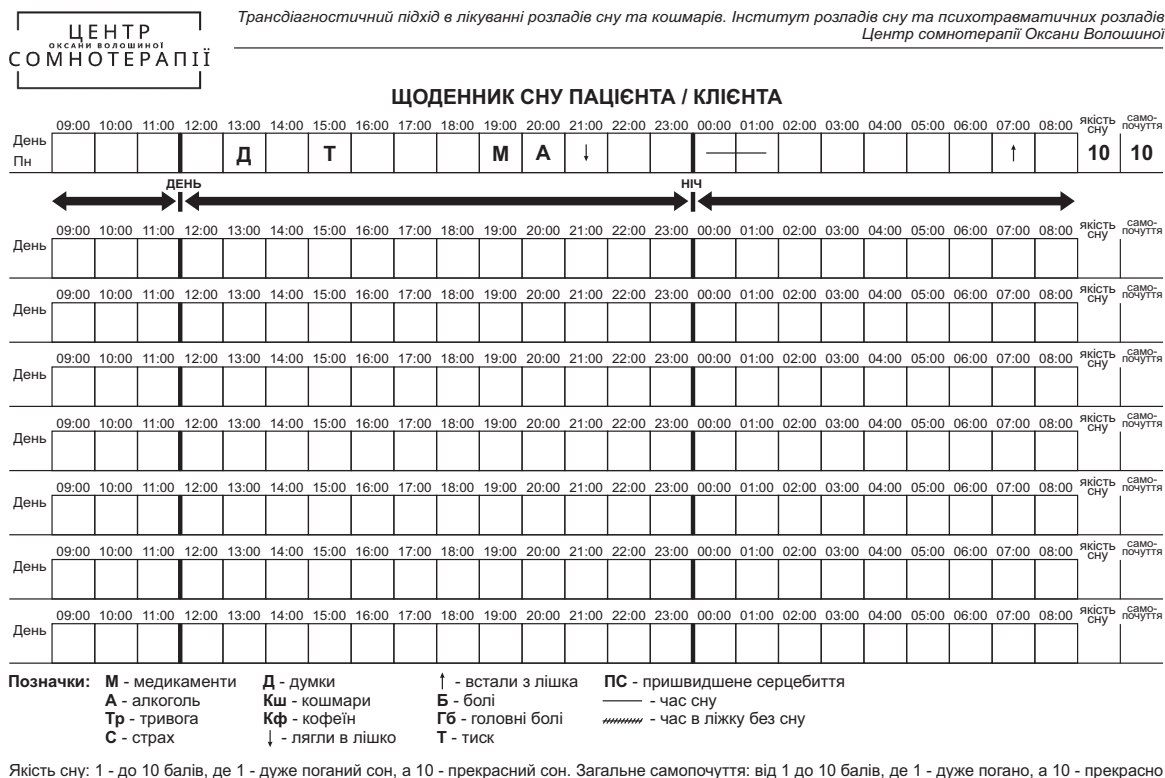 ЦЕНТР
ОКСАНИ ВОЛОШИНОЇ
СОМНОТЕРАПІЇ
Трансдіагностичний підхід в лікуванні розладів сну та кошмарів. Інститут розладів сну та психотравматичних розладів
Центр сомнотерапії Оксани Волошиної
ЩОДЕННИК СНУ ПАЦІЄНТА / КЛІЄНТА
09:00 10:00 11:00 12:00 13:00 14:00 15:00 16:00 17:00 18:00 19:00 20:00 21:00 22:00 23:00 00:00 01:00 02:00 03:00 04:00 05:00 06:00 07:00 08:00 якість сну само-почуття
День Пн Д Т М А ↓ ↑ 10 10
ДЕНЬ НІЧ
09:00 10:00 11:00 12:00 13:00 14:00 15:00 16:00 17:00 18:00 19:00 20:00 21:00 22:00 23:00 00:00 01:00 02:00 03:00 04:00 05:00 06:00 07:00 08:00 якість сну само-почуття
День
09:00 10:00 11:00 12:00 13:00 14:00 15:00 16:00 17:00 18:00 19:00 20:00 21:00 22:00 23:00 00:00 01:00 02:00 03:00 04:00 05:00 06:00 07:00 08:00 якість сну само-почуття
День
09:00 10:00 11:00 12:00 13:00 14:00 15:00 16:00 17:00 18:00 19:00 20:00 21:00 22:00 23:00 00:00 01:00 02:00 03:00 04:00 05:00 06:00 07:00 08:00 якість сну само-почуття
День
09:00 10:00 11:00 12:00 13:00 14:00 15:00 16:00 17:00 18:00 19:00 20:00 21:00 22:00 23:00 00:00 01:00 02:00 03:00 04:00 05:00 06:00 07:00 08:00 якість сну само-почуття
День
09:00 10:00 11:00 12:00 13:00 14:00 15:00 16:00 17:00 18:00 19:00 20:00 21:00 22:00 23:00 00:00 01:00 02:00 03:00 04:00 05:00 06:00 07:00 08:00 якість сну само-почуття
День
09:00 10:00 11:00 12:00 13:00 14:00 15:00 16:00 17:00 18:00 19:00 20:00 21:00 22:00 23:00 00:00 01:00 02:00 03:00 04:00 05:00 06:00 07:00 08:00 якість сну само-почуття
День
09:00 10:00 11:00 12:00 13:00 14:00 15:00 16:00 17:00 18:00 19:00 20:00 21:00 22:00 23:00 00:00 01:00 02:00 03:00 04:00 05:00 06:00 07:00 08:00 якість сну само-почуття
День
Позначки: М - медикаменти Д - думки ↑ - встали з лішка ПС - пришвидшене серцебиття
А - алкоголь Кш - кошмари Б - болі —— - час сну
Тр - тривога Кф - кофеїн Гб - головні болі - час в ліжку без сну
С - страх ↓ - лягли в лішко Т - тиск
Якість сну: 1 - до 10 балів, де 1 - дуже поганий сон, а 10 - прекрасний сон. Загальне самопочуття: від 1 до 10 балів, де 1 - дуже погано, а 10 - прекрасно